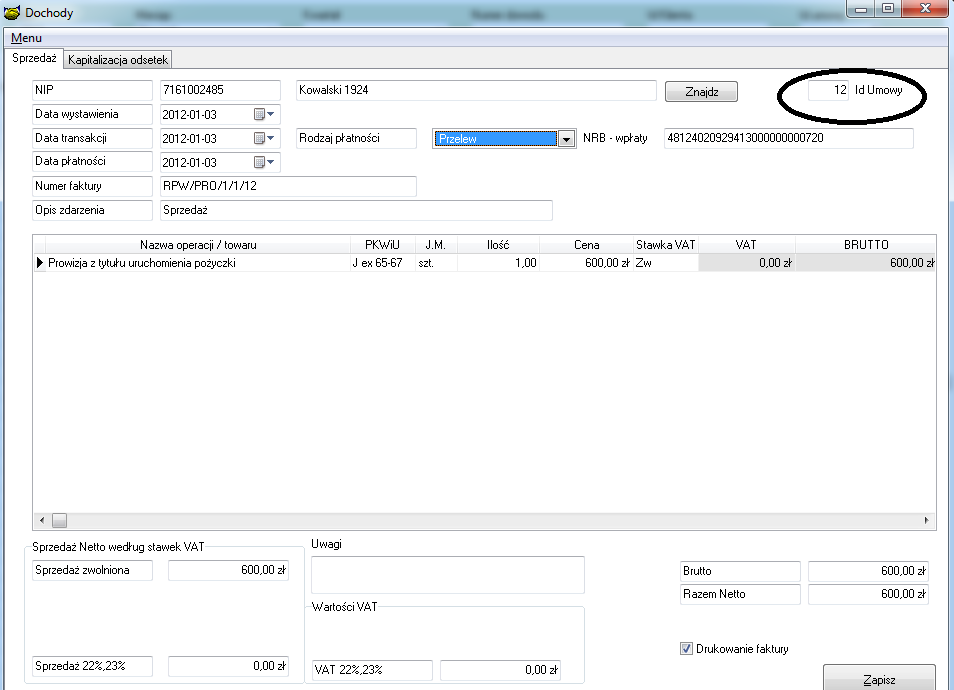 Dochody
Menu
Sprzedaż Kapitalizacja odsetek
NIP 7161002485 Kowalski 1924 Znajdz 12 Id Umowy
Data wystawienia 2012-01-03
Data transakcji 2012-01-03 Rodzaj płatności Przelew NRB - wpłaty 48124020929413000000000720
Data płatności 2012-01-03
Numer faktury RPW/PRO/1/1/12
Opis zdarzenia Sprzedaż
Nazwa operacji / towaru PKWiU J.M. Ilość Cena Stawka VAT VAT BRUTTO
Prowizja z tytułu uruchomienia pożyczki J ex 65-67 szt. 1,00 600,00 zł Zw 0,00 zł 600,00 zł
Sprzedaż Netto według stawek VAT Uwagi
Sprzedaż zwolniona 600,00 zł Brutto 600,00 zł
Razem Netto 600,00 zł
Wartości VAT
Drukowanie faktury
Sprzedaż 22%,23% 0,00 zł VAT 22%,23% 0,00 zł
Zapisz